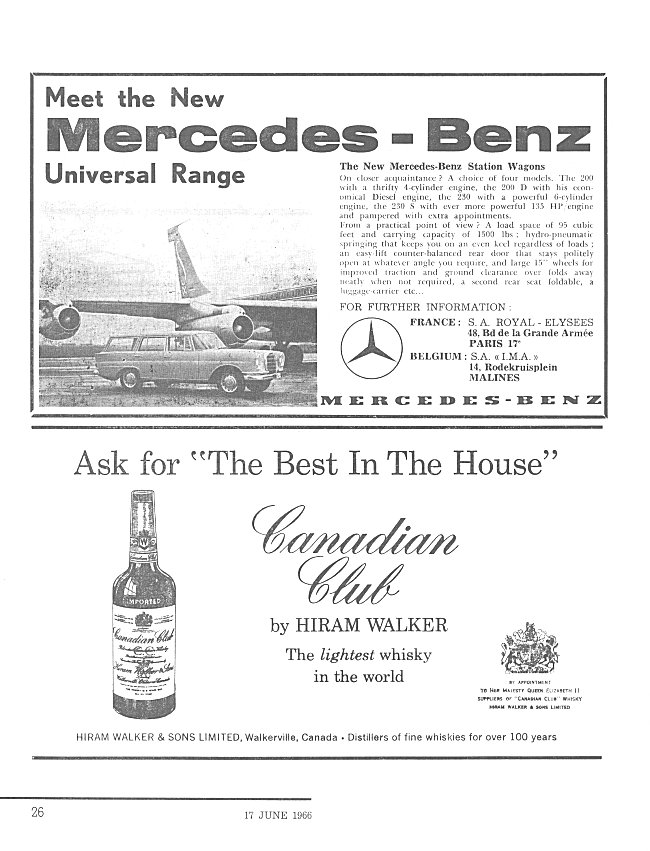 Meet the New
Mercedes - Benz
Universal Range
The New Mercedes-Benz Station Wagons
On closer acquaintance? A choice of four models. The 200
with a thrifty 4-cylinder engine, the 200 D with his econ-
omical Diesel engine, the 230 with a powerful 6-cylinder
engine, the 230 S with ever more powerful 135 HP engine
and pampered with extra appointments.
From a practical point of view? A load space of 95 cubic
feet and carrying capacity of 1500 lbs; hydro-pneumatic
springing that keeps you on an even keel regardless of loads;
an easy-lift counter-balanced rear door that stays politely
open at whatever angle you require, and large 15" wheels for
improved traction and ground clearance over folds away
neatly when not required, a second rear seat foldable, a
luggage-carrier etc...
FOR FURTHER INFORMATION :
FRANCE : S. A. ROYAL - ELYSEES
48, Bd de la Grande Armée
PARIS 17e
BELGIUM : S.A. « I.M.A. »
14, Rodekruisplein
MALINES
MERCEDES-BENZ
Ask for "The Best In The House"
Canadian
Club
by HIRAM WALKER
The lightest whisky
in the world
W
IMPORTED
Canadian Club
Hiram Walker & Sons
BY APPOINTMENT
TO HER MAJESTY QUEEN ELIZABETH II
SUPPLIERS OF "CANADIAN CLUB" WHISKY
HIRAM WALKER & SONS LIMITED
HIRAM WALKER & SONS LIMITED, Walkerville, Canada • Distillers of fine whiskies for over 100 years
26
17 JUNE 1966